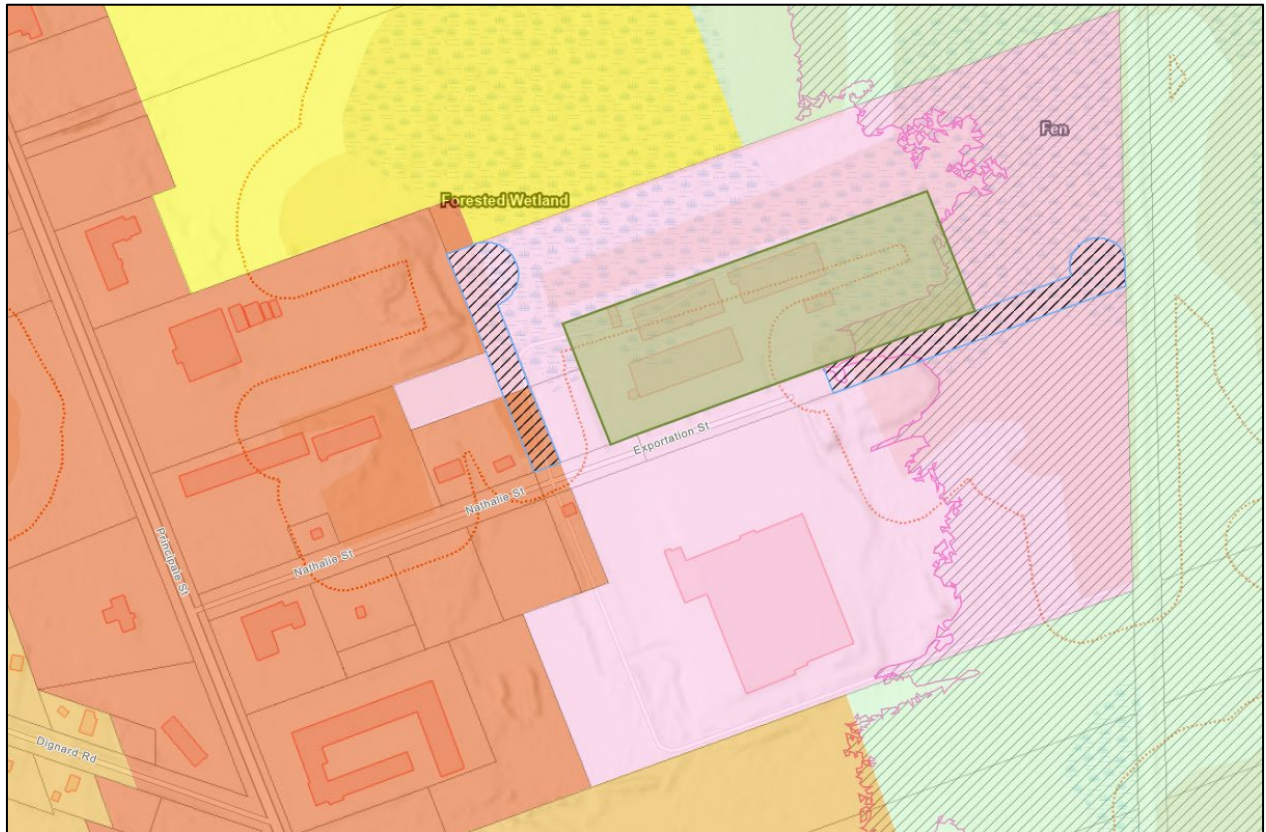 Fen
Forested Wetland
Exportation St
Nathalie St
Nathalie St
Principale St
Dignard Rd